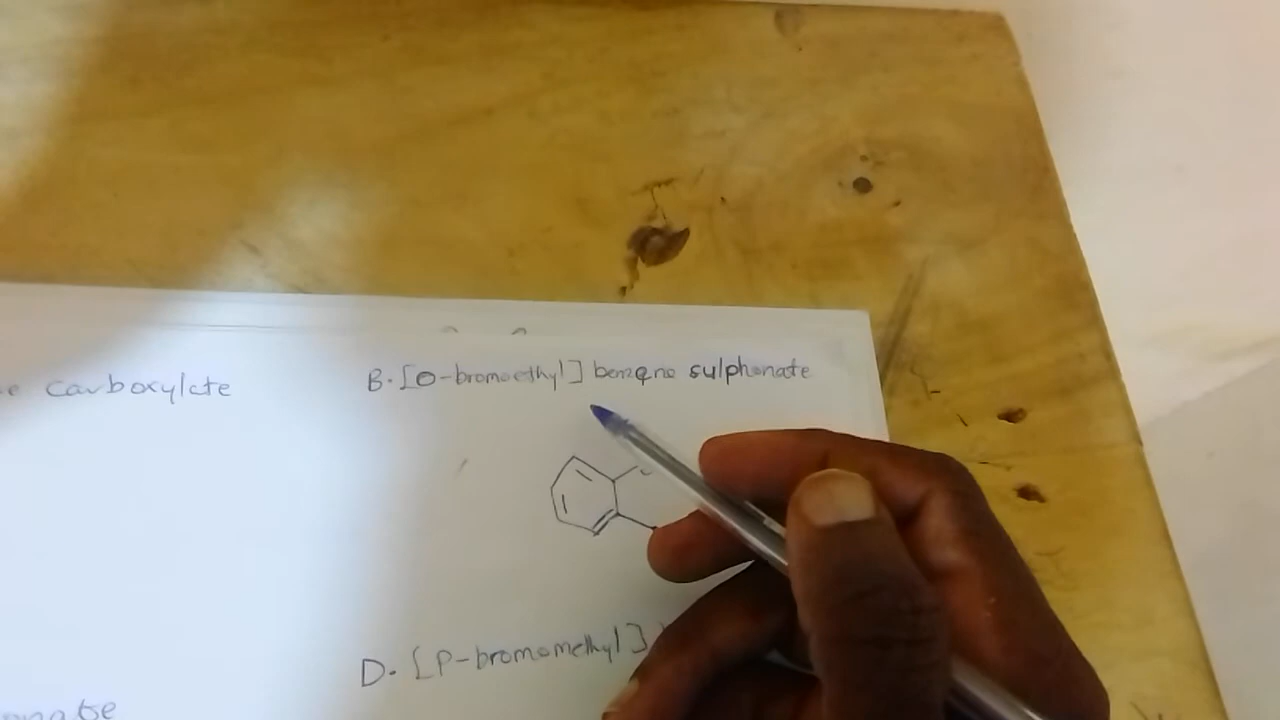 carboxylate
B. [O-bromoethyl] benzene sulphonate
D. [P-bromomethyl]